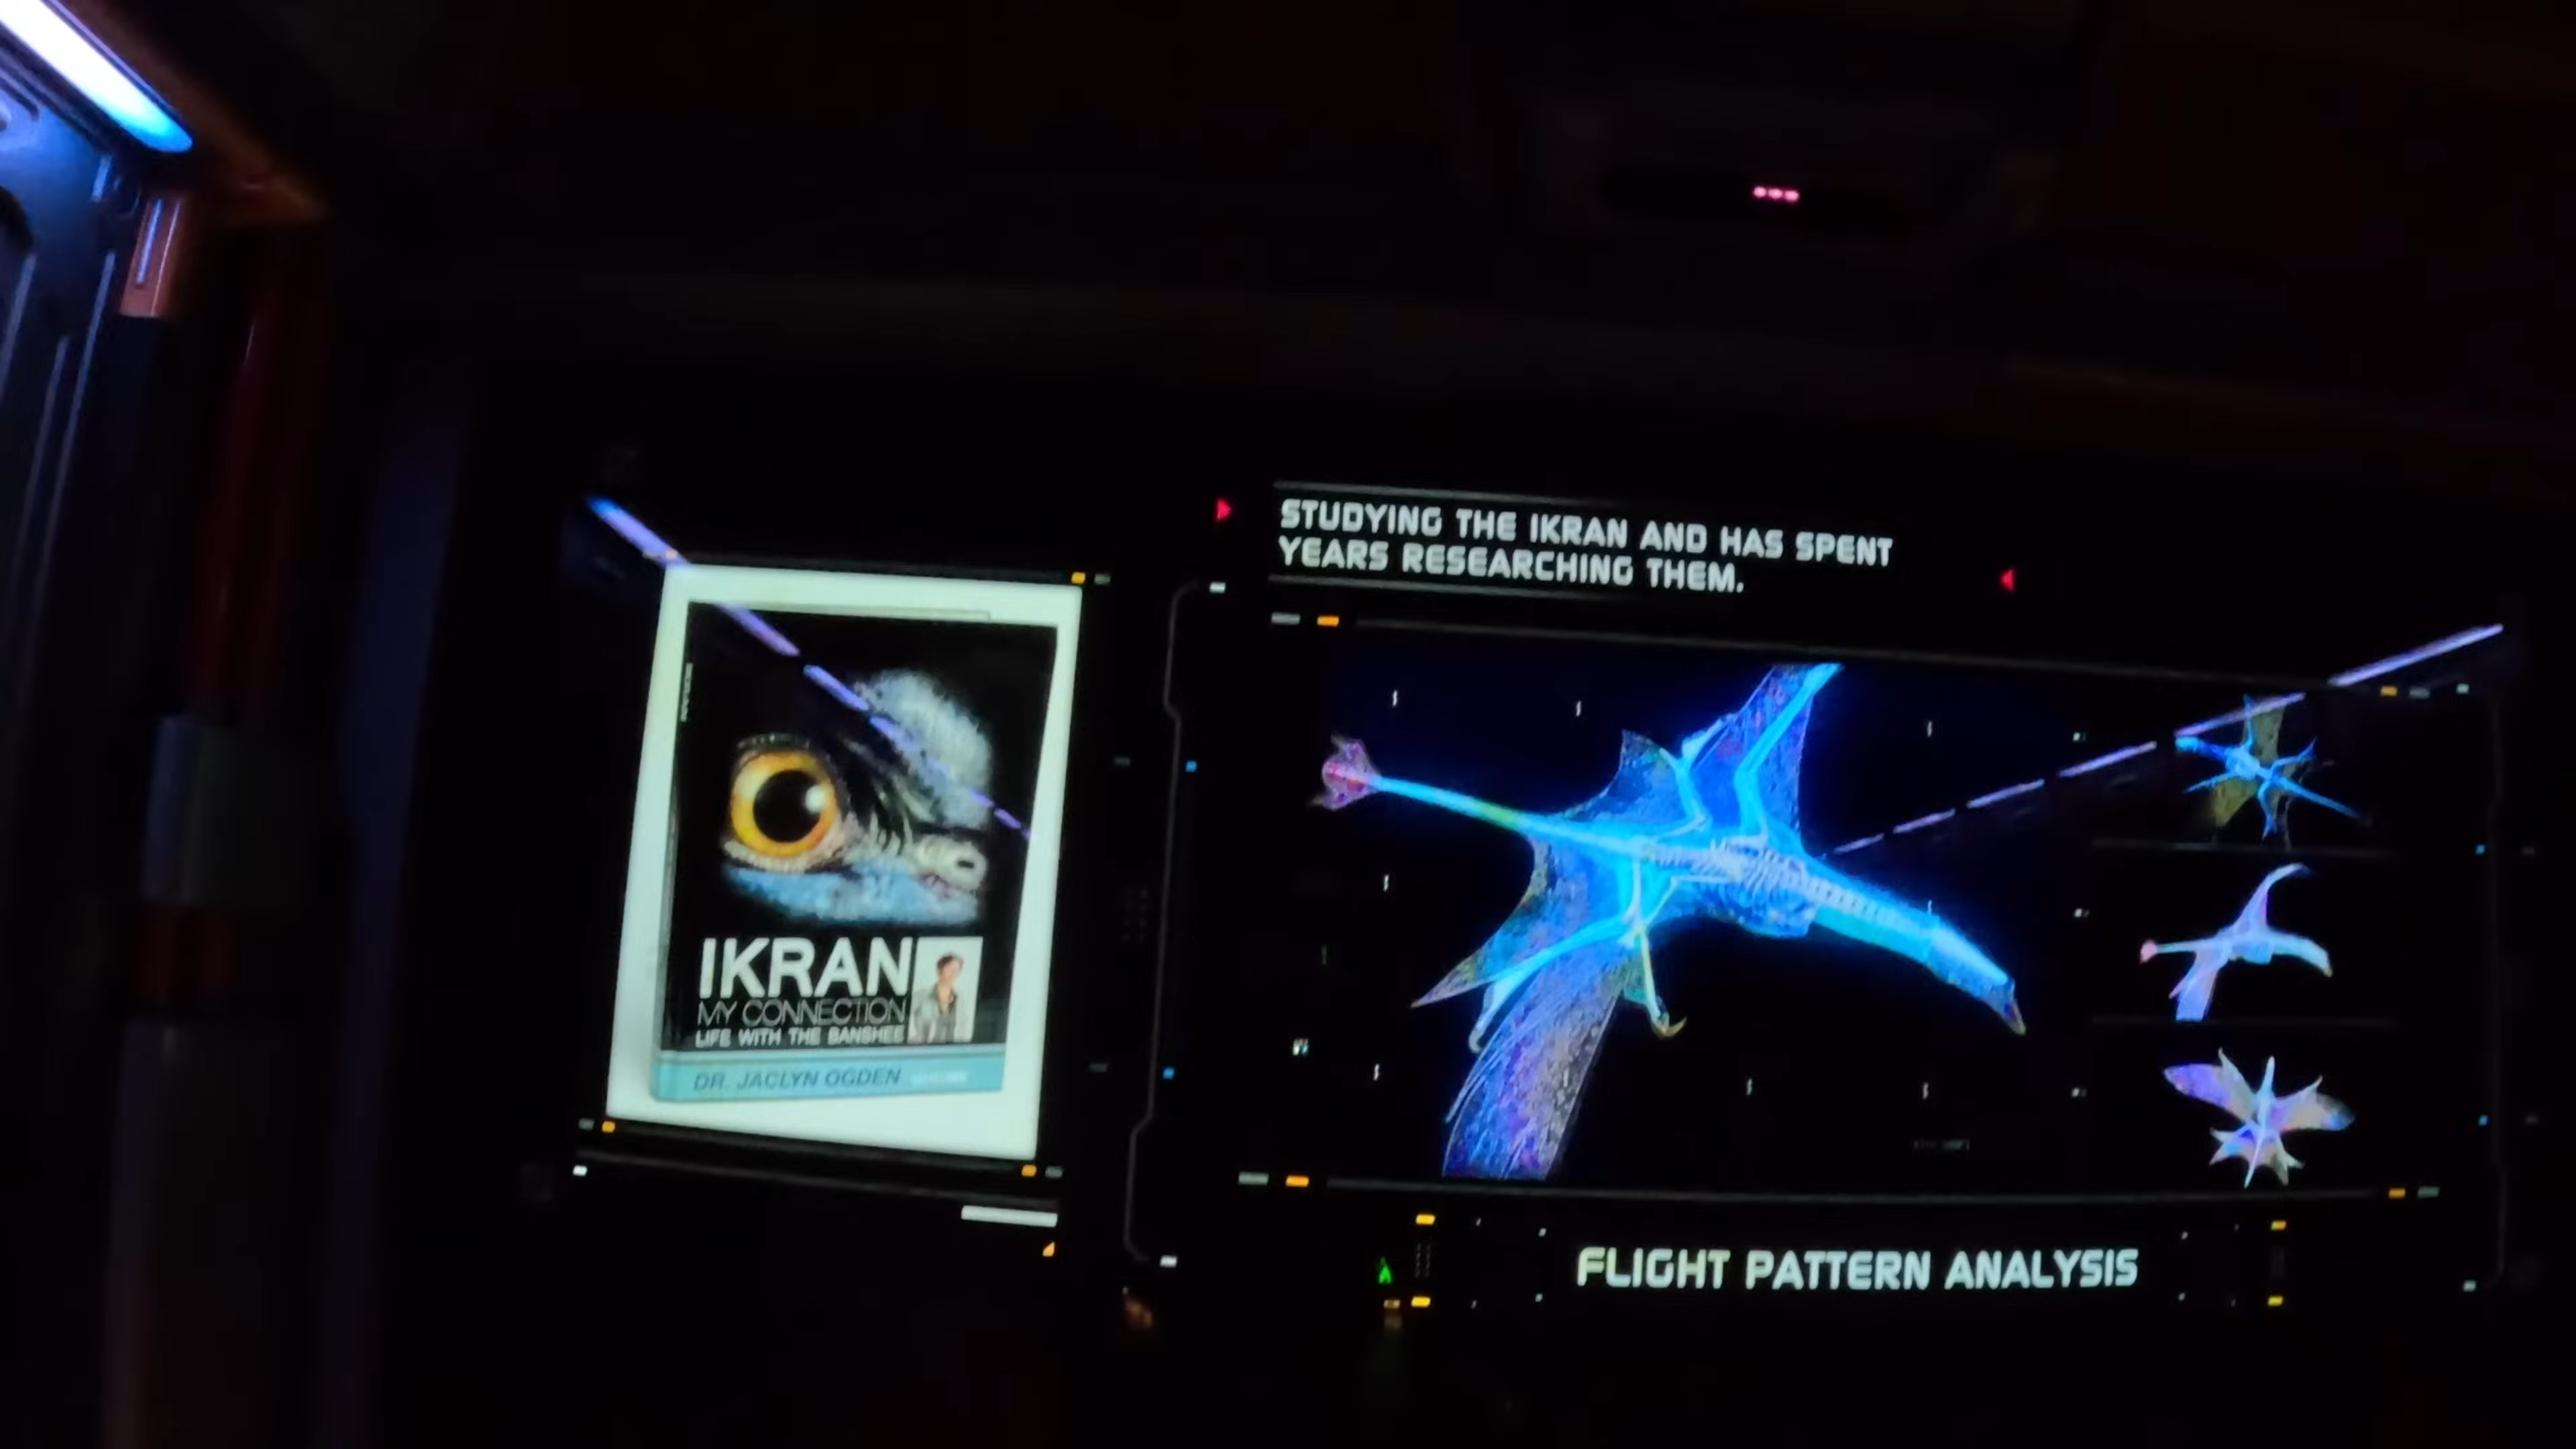 STUDYING THE IKRAN AND HAS SPENT
YEARS RESEARCHING THEM.
IKRAN
MY CONNECTION
LIFE WITH THE BANSHEE
DR. JACLYN OGDEN
FLIGHT PATTERN ANALYSIS